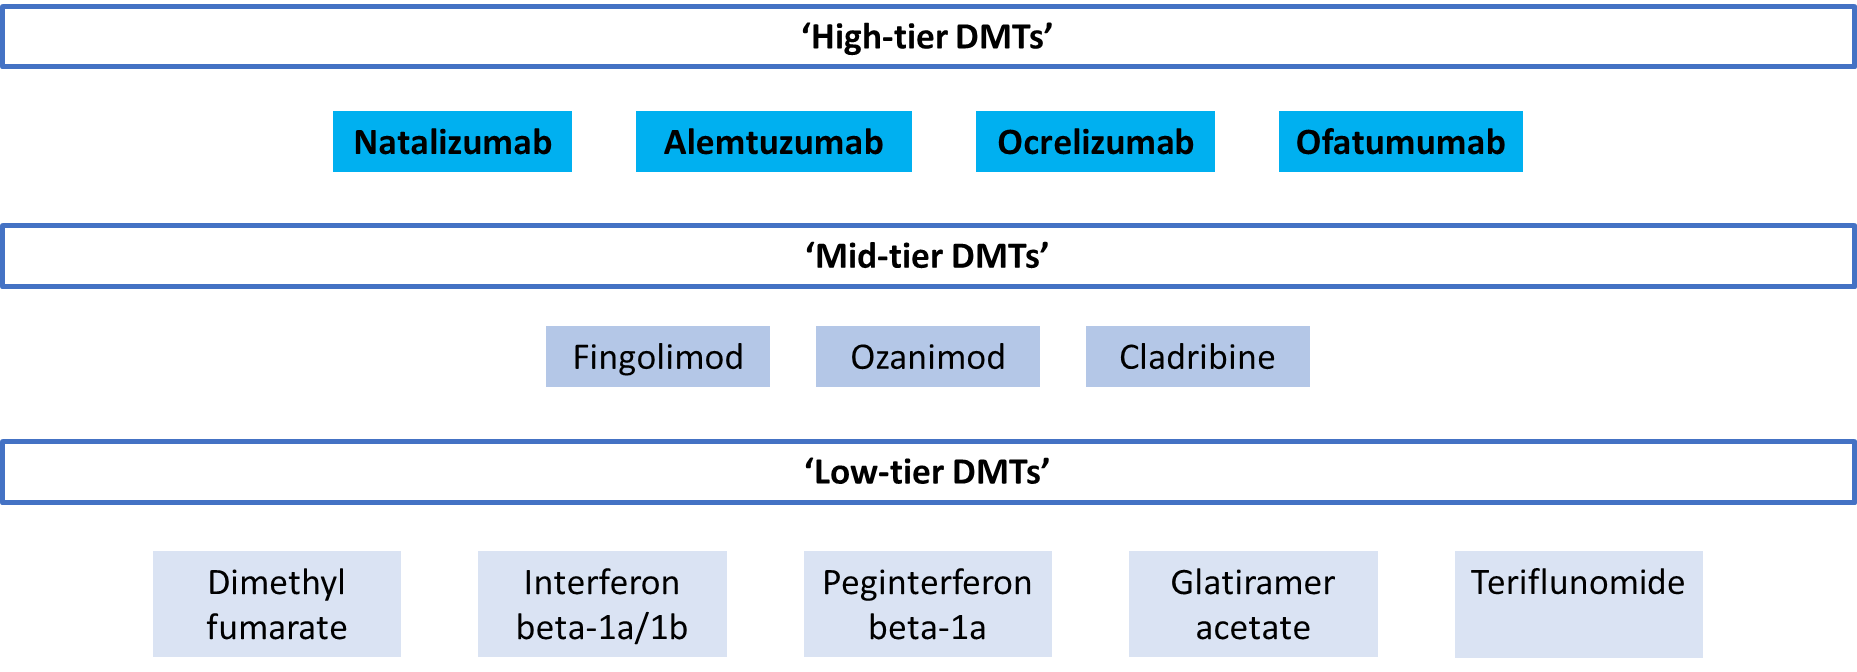 ‘High-tier DMTs’
Natalizumab
Alemtuzumab
Ocrelizumab
Ofatumumab
‘Mid-tier DMTs’
Fingolimod
Ozanimod
Cladribine
‘Low-tier DMTs’
Dimethyl
fumarate
Interferon
beta-1a/1b
Peginterferon
beta-1a
Glatiramer
acetate
Teriflunomide